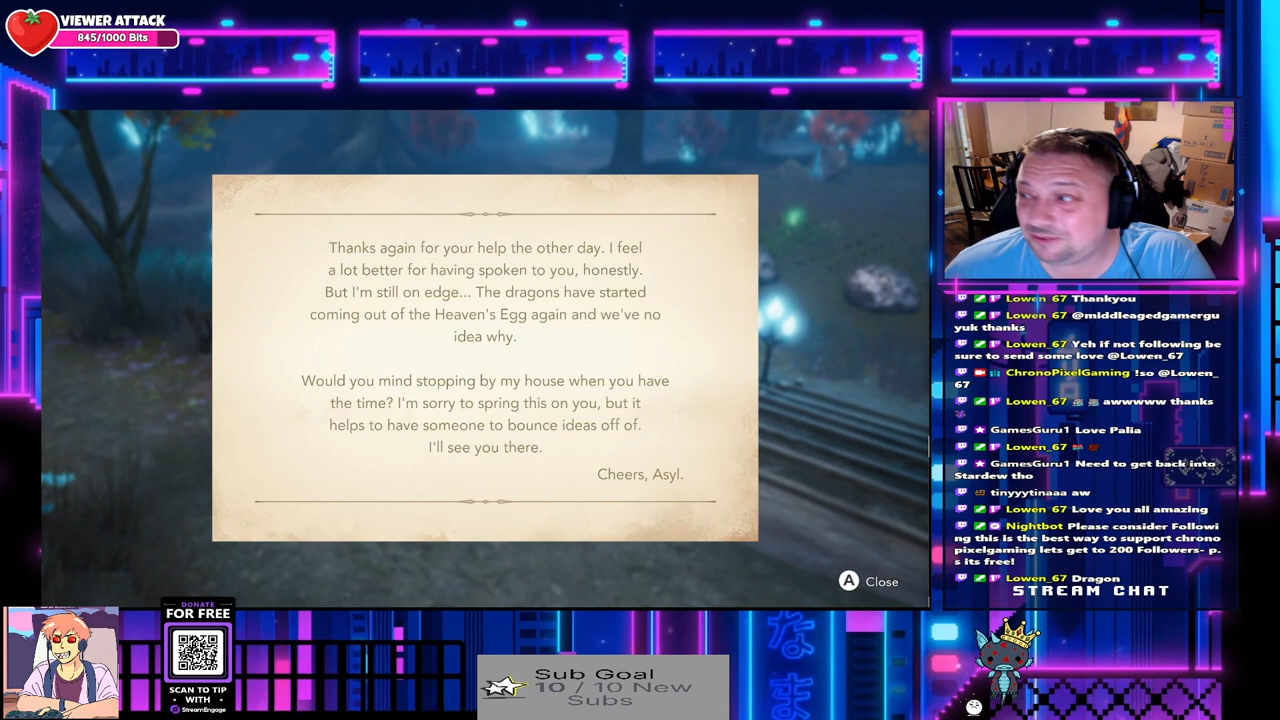 VIEWER ATTACK
845/1000 Bits
Thanks again for your help the other day. I feel
a lot better for having spoken to you, honestly.
But I'm still on edge... The dragons have started
coming out of the Heaven's Egg again and we've no
idea why.
Would you mind stopping by my house when you have
the time? I'm sorry to spring this on you, but it
helps to have someone to bounce ideas off of.
I'll see you there.
Cheers, Asyl.
A Close
Lowen_67 Thankyou
Lowen_67 @middleagedgamergu
yuk thanks
Lowen_67 Yeh if not following be
sure to send some love @Lowen_67
ChronoPixelGaming !so @Lowen_
67
Lowen_67 awwwww thanks
GamesGuru1 Love Palia
Lowen_67
GamesGuru1 Need to get back into
Stardew tho
tinyyytinaaa aw
Lowen_67 Love you all amazing
Nightbot Please consider Followi
ng this is the best way to support chrono
pixelgaming lets get to 200 Followers- p.
s its free!
Lowen_67 Dragon
STREAM CHAT
DONATE
FOR FREE
SCAN TO TIP
WITH
StreamEngage
Sub Goal
10 / 10 New
Subs
な
ま